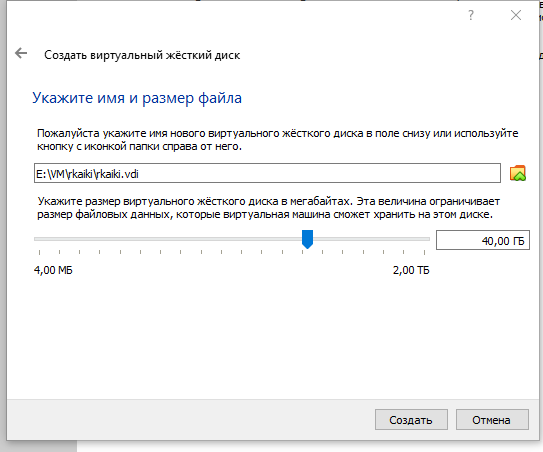 ?
Создать виртуальный жёсткий диск
Укажите имя и размер файла
Пожалуйста укажите имя нового виртуального жёсткого диска в поле снизу или используйте
кнопку с иконкой папки справа от него.
E:\VM\rkaiki\rkaiki.vdi
Укажите размер виртуального жёсткого диска в мегабайтах. Эта величина ограничивает
размер файловых данных, которые виртуальная машина сможет хранить на этом диске.
40,00 ГБ
4,00 МБ 2,00 ТБ
Создать Отмена